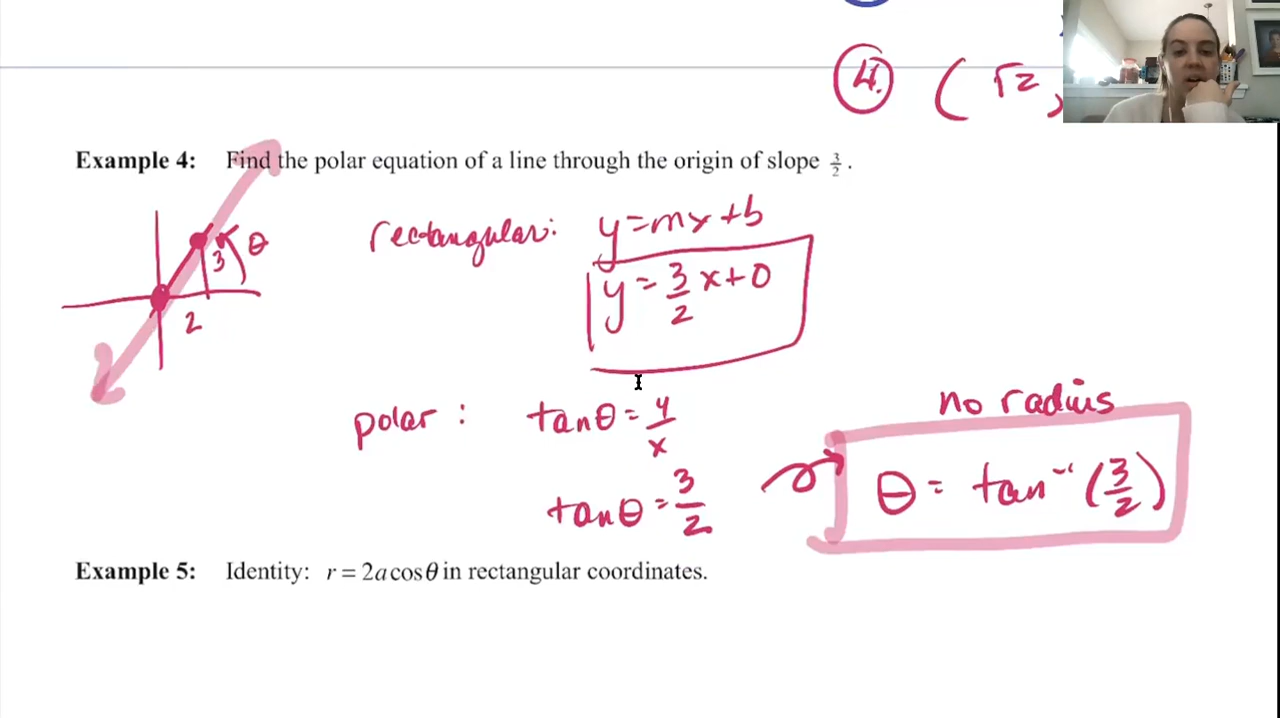 ④ (√2,
Example 4: Find the polar equation of a line through the origin of slope 3/2.
rectangular: y=mx+b
y = 3/2 x+0
3 θ
2
polar : tanθ = y/x
tanθ = 3/2
no radius
θ = tan⁻¹ (3/2)
Example 5: Identity: r = 2a cosθ in rectangular coordinates.